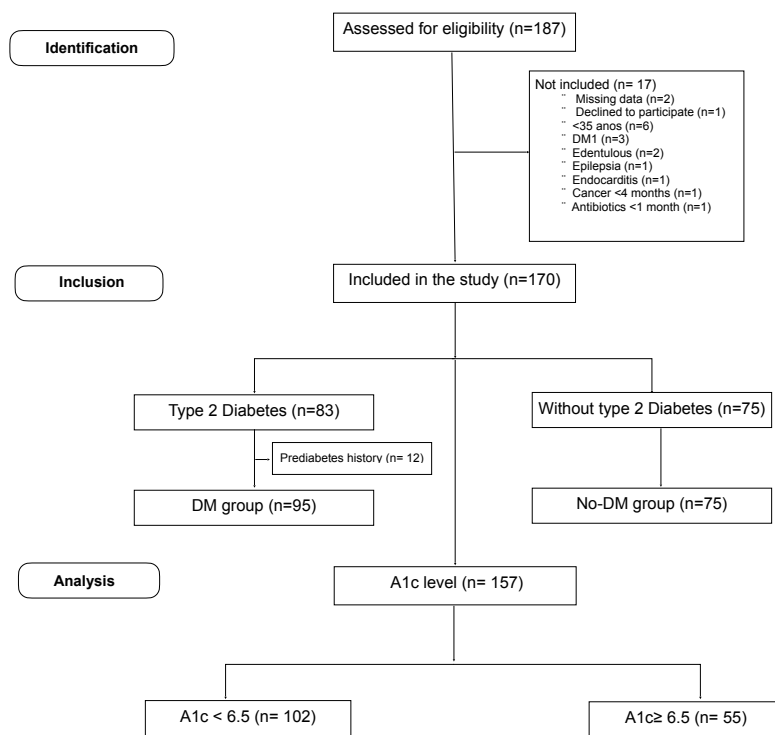 Assessed for eligibility (n=187)
Identification
Not included (n= 17)
¨ Missing data (n=2)
¨ Declined to participate (n=1)
¨ <35 anos (n=6)
¨ DM1 (n=3)
¨ Edentulous (n=2)
¨ Epilepsia (n=1)
¨ Endocarditis (n=1)
¨ Cancer <4 months (n=1)
¨ Antibiotics <1 month (n=1)
Inclusion
Included in the study (n=170)
Type 2 Diabetes (n=83)
Without type 2 Diabetes (n=75)
Prediabetes history (n= 12)
DM group (n=95)
No-DM group (n=75)
Analysis
A1c level (n= 157)
A1c < 6.5 (n= 102)
A1c≥ 6.5 (n= 55)